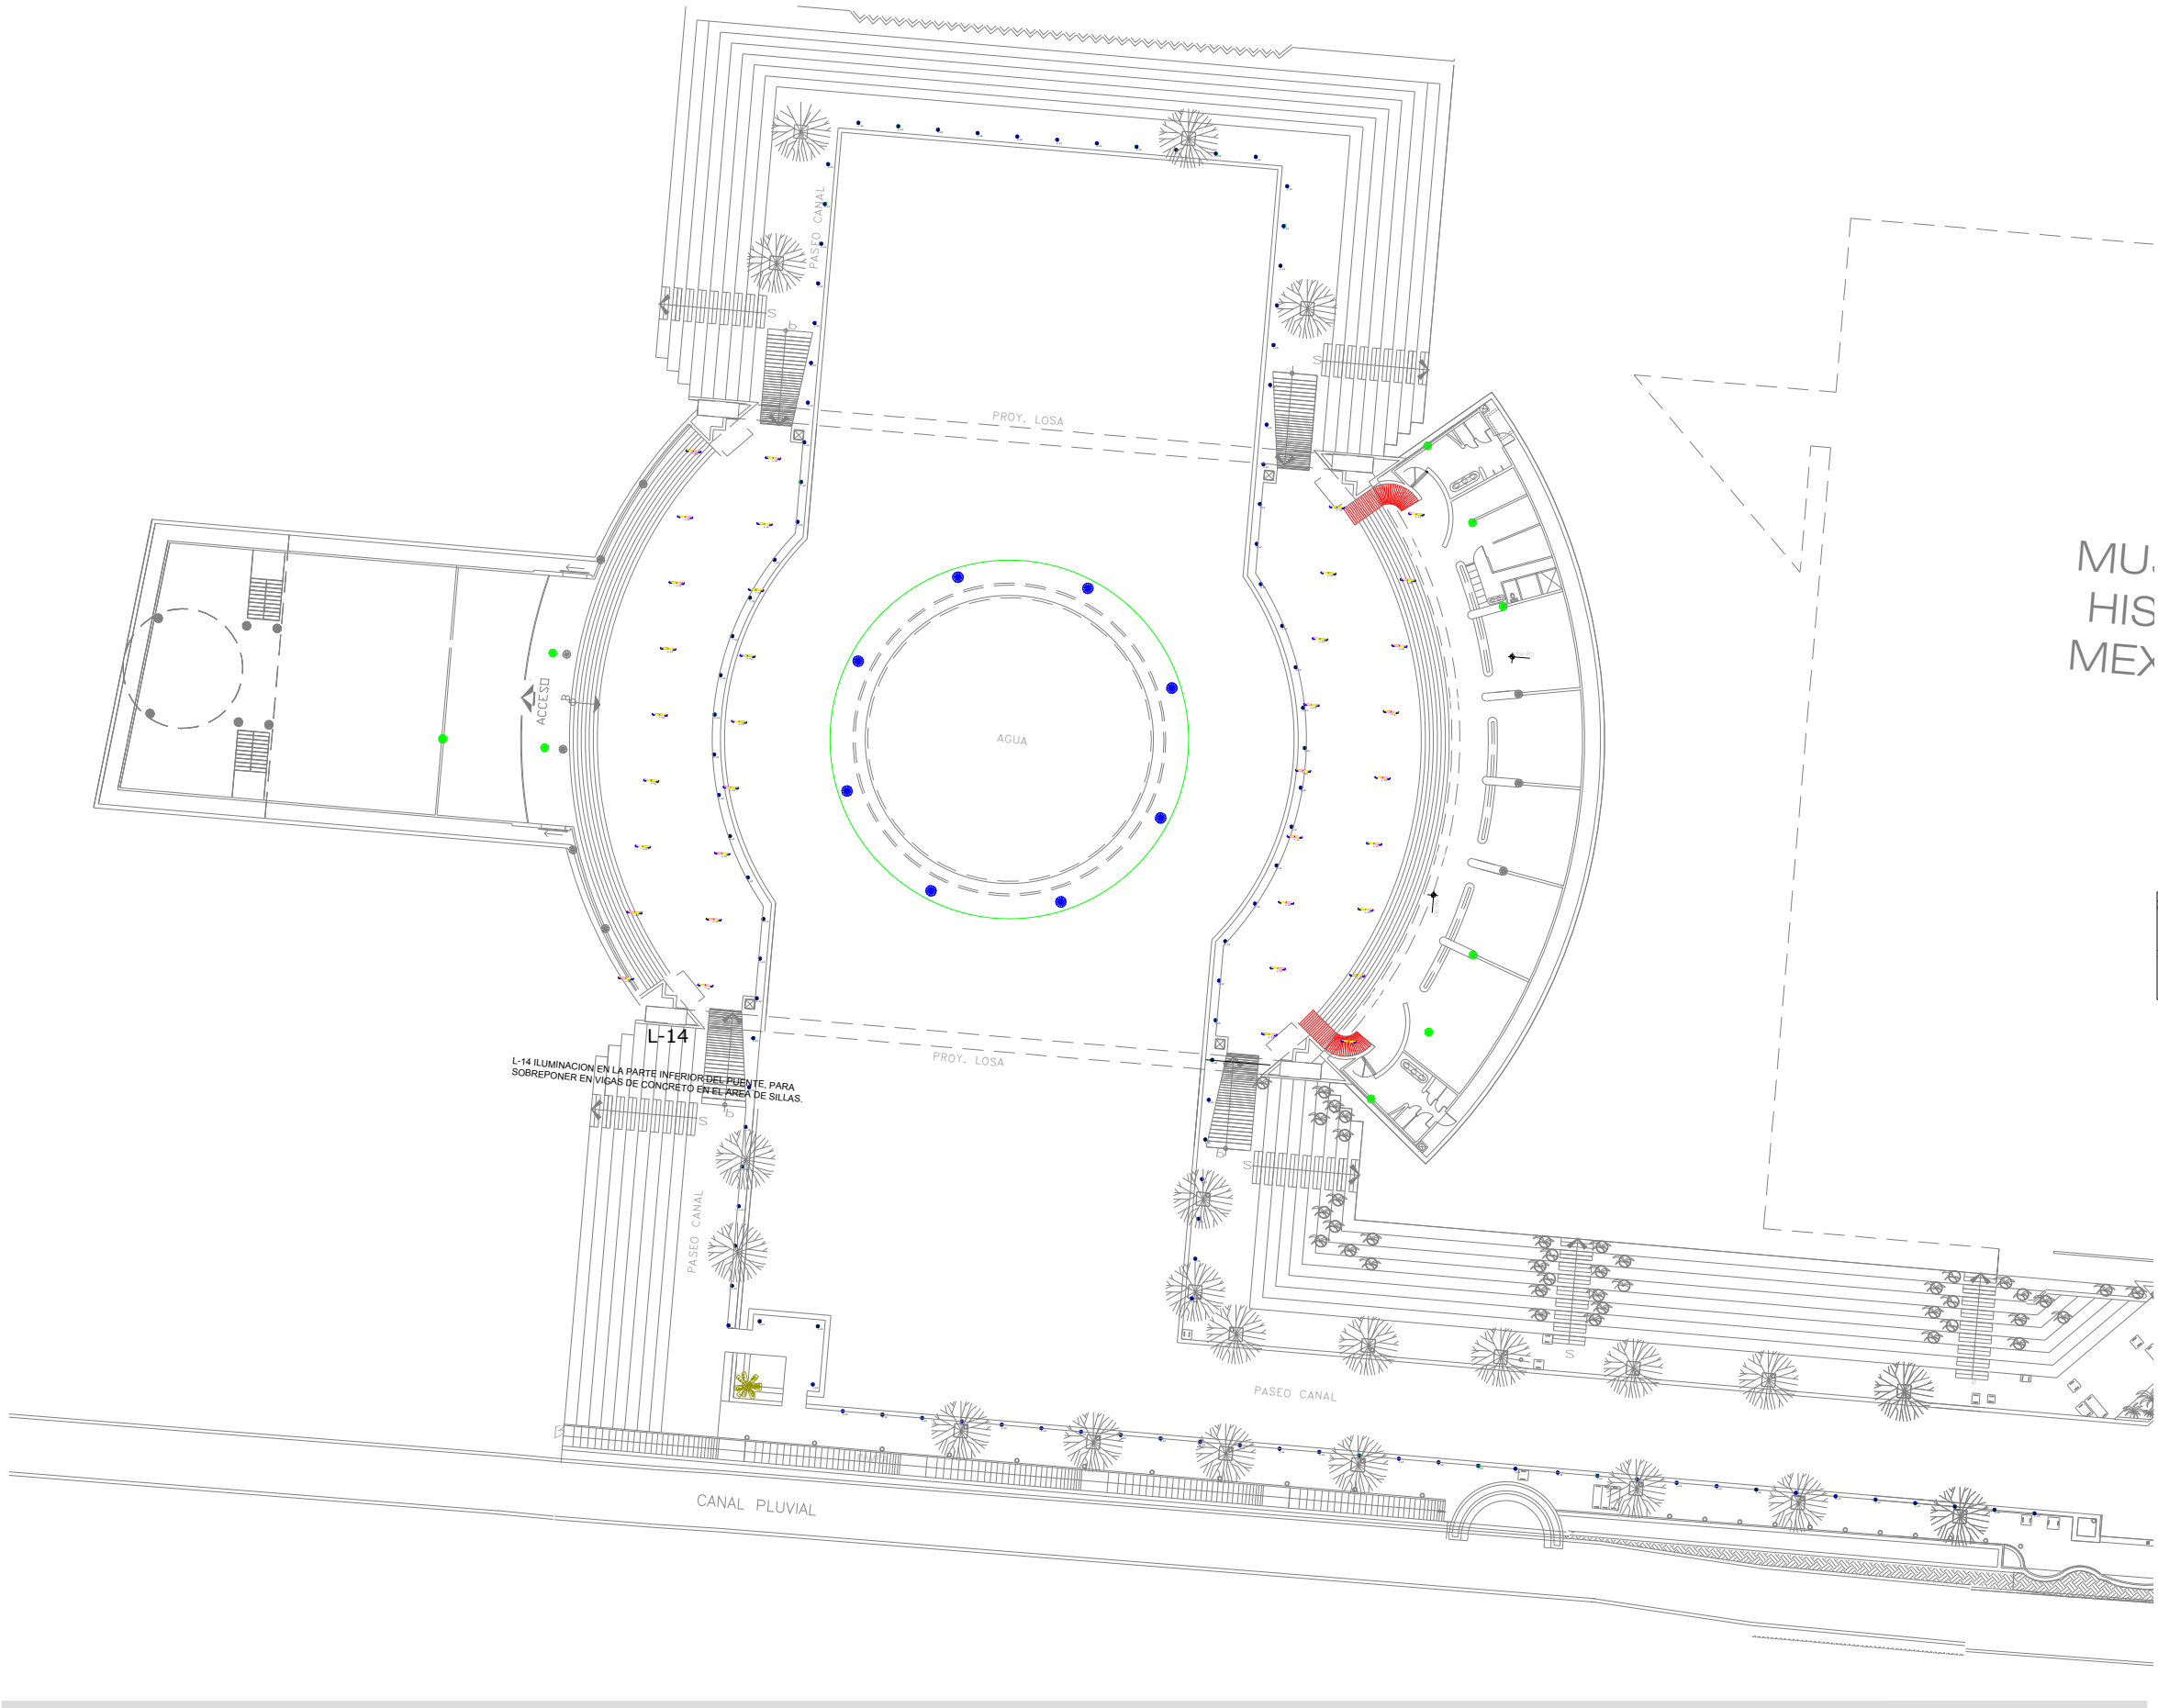 PASEO CANAL
S
b
PROY. LOSA
S
MU
HIS
MEX
ACCESO
B
AGUA
L-14
L-14 ILUMINACION EN LA PARTE INFERIOR DEL PUENTE, PARA
SOBREPONER EN VIGAS DE CONCRETO EN EL AREA DE SILLAS.
PROY. LOSA
b
S
b
S
PASEO CANAL
S
PASEO CANAL
B
CANAL PLUVIAL